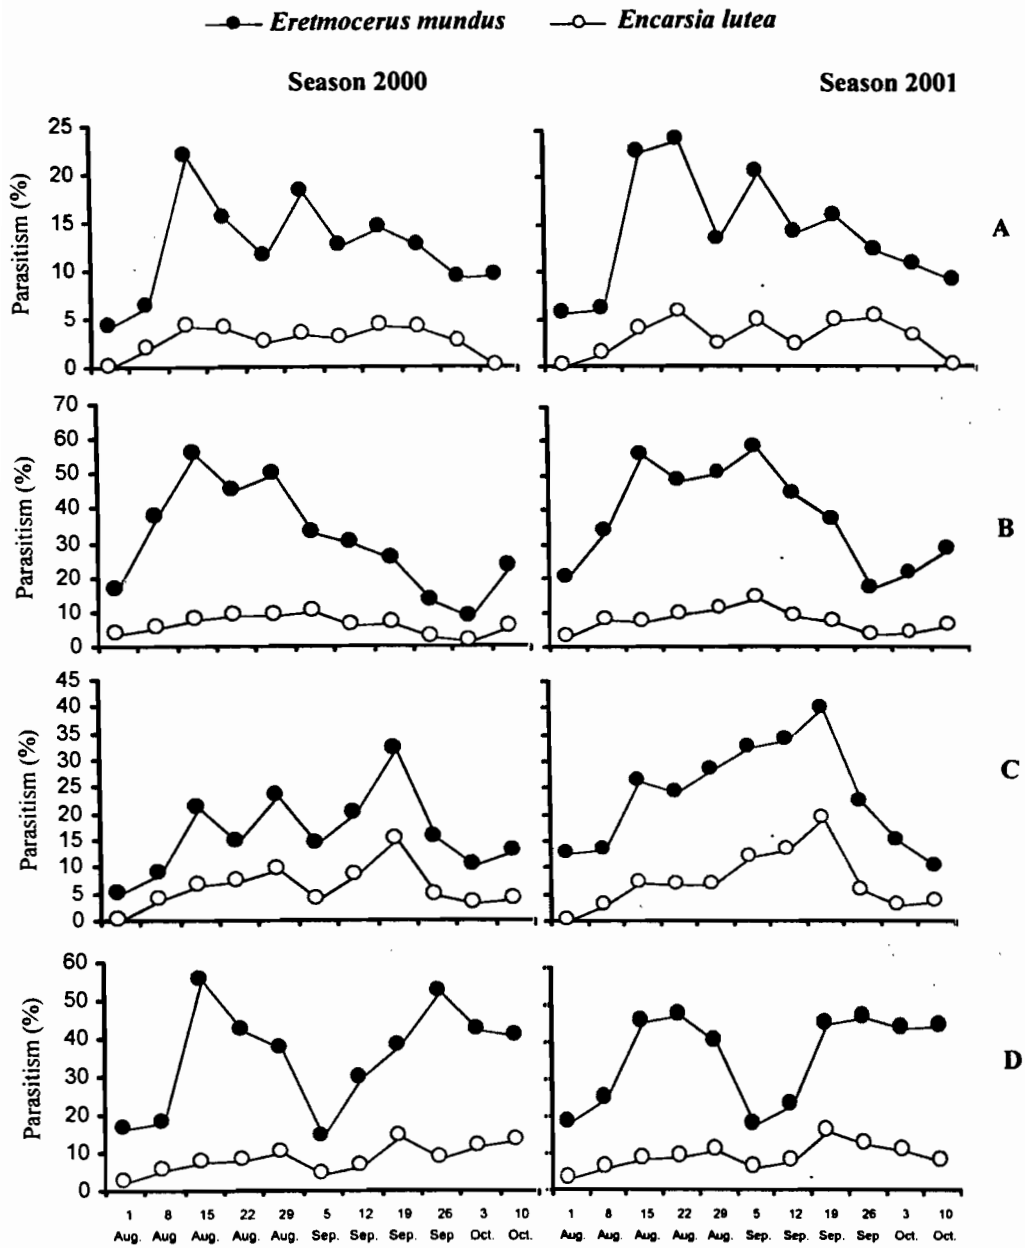 Eretmocerus mundus Encarsia lutea
Season 2000 Season 2001
Parasitism (%)
25
20
15
10
5
0
A
Parasitism (%)
70
60
50
40
30
20
10
0
B
Parasitism (%)
45
40
35
30
25
20
15
10
5
0
C
Parasitism (%)
60
50
40
30
20
10
0
D
1 8 15 22 29 5 12 19 26 3 10 1 8 15 22 29 5 12 19 26 3 10
Aug. Aug Aug. Aug. Aug. Sep. Sep. Sep. Sep Oct. Oct. Aug. Aug. Aug. Aug. Aug. Sep. Sep. Sep. Sep. Oct. Oct.